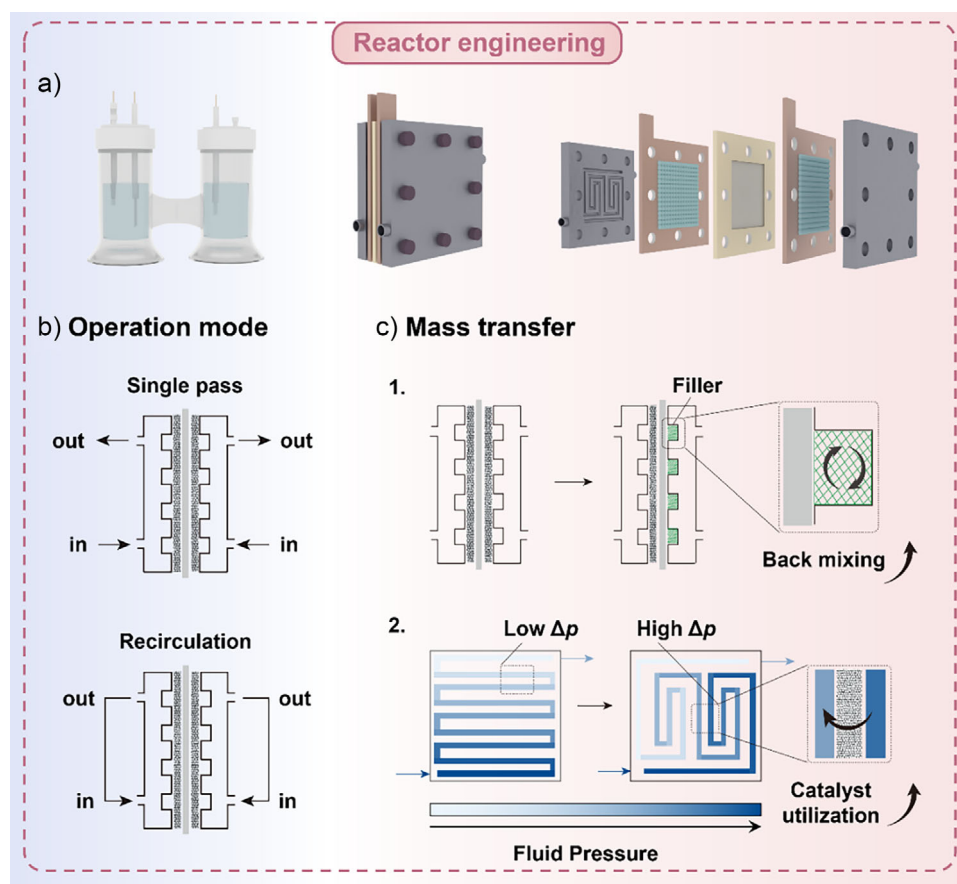 Reactor engineering
a)
b) Operation mode
Single pass
out
out
in
in
Recirculation
out
out
in
in
c) Mass transfer
1.
Filler
Back mixing
2.
Low Δp
High Δp
Catalyst
utilization
Fluid Pressure